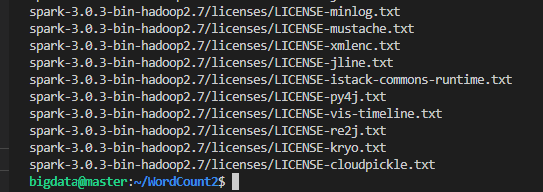 spark-3.0.3-bin-hadoop2.7/licenses/LICENSE-minlog.txt
spark-3.0.3-bin-hadoop2.7/licenses/LICENSE-mustache.txt
spark-3.0.3-bin-hadoop2.7/licenses/LICENSE-xmlenc.txt
spark-3.0.3-bin-hadoop2.7/licenses/LICENSE-jline.txt
spark-3.0.3-bin-hadoop2.7/licenses/LICENSE-istack-commons-runtime.txt
spark-3.0.3-bin-hadoop2.7/licenses/LICENSE-py4j.txt
spark-3.0.3-bin-hadoop2.7/licenses/LICENSE-vis-timeline.txt
spark-3.0.3-bin-hadoop2.7/licenses/LICENSE-re2j.txt
spark-3.0.3-bin-hadoop2.7/licenses/LICENSE-kryo.txt
spark-3.0.3-bin-hadoop2.7/licenses/LICENSE-cloudpickle.txt
bigdata@master:~/WordCount2$